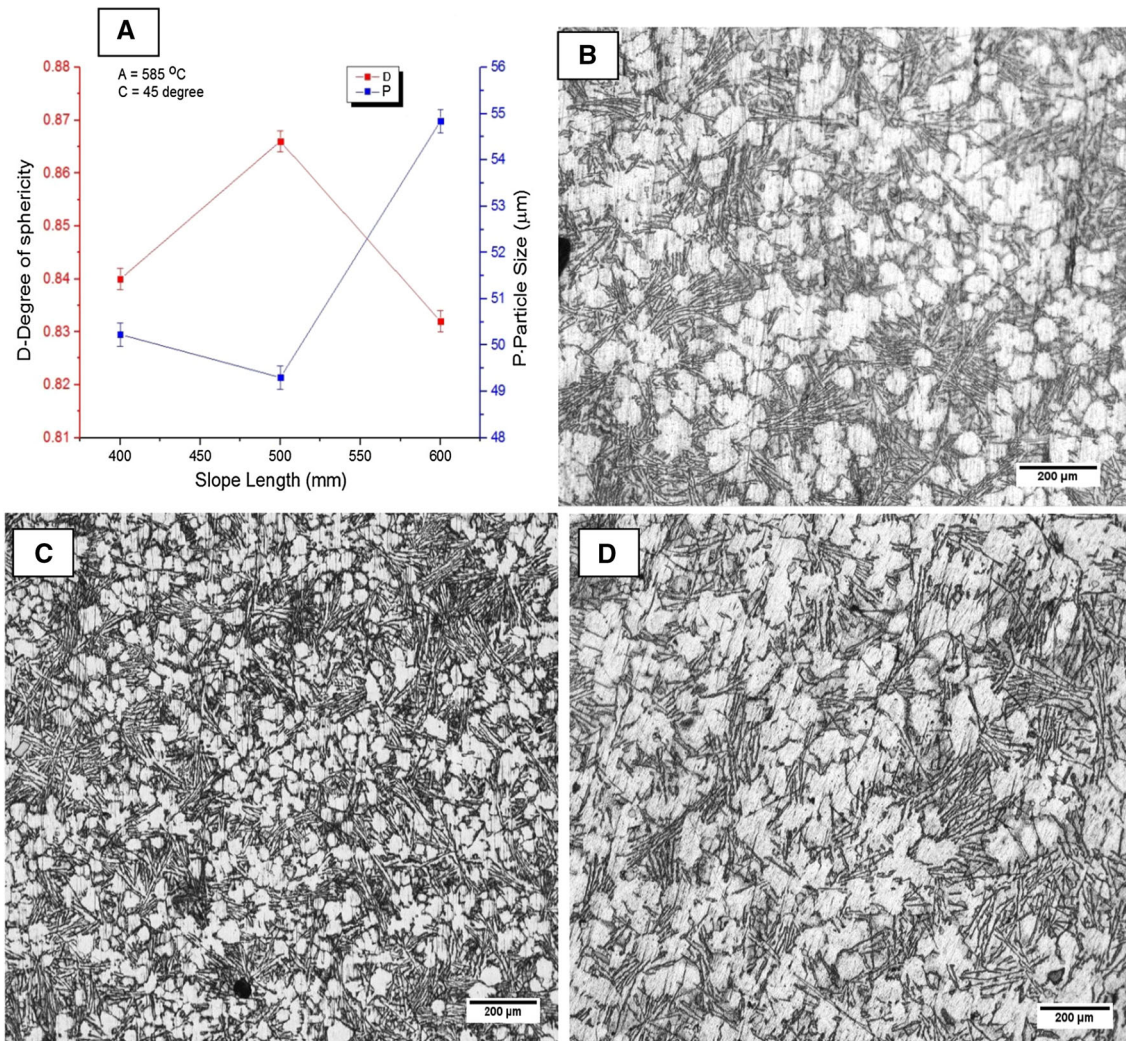 A
A = 585 °C
C = 45 degree
D
P
0.88
0.87
0.86
0.85
0.84
0.83
0.82
0.81
D-Degree of sphericity
56
55
54
53
52
51
50
49
48
P-Particle Size (µm)
400
450
500
550
600
Slope Length (mm)
B
200 µm
C
200 µm
D
200 µm